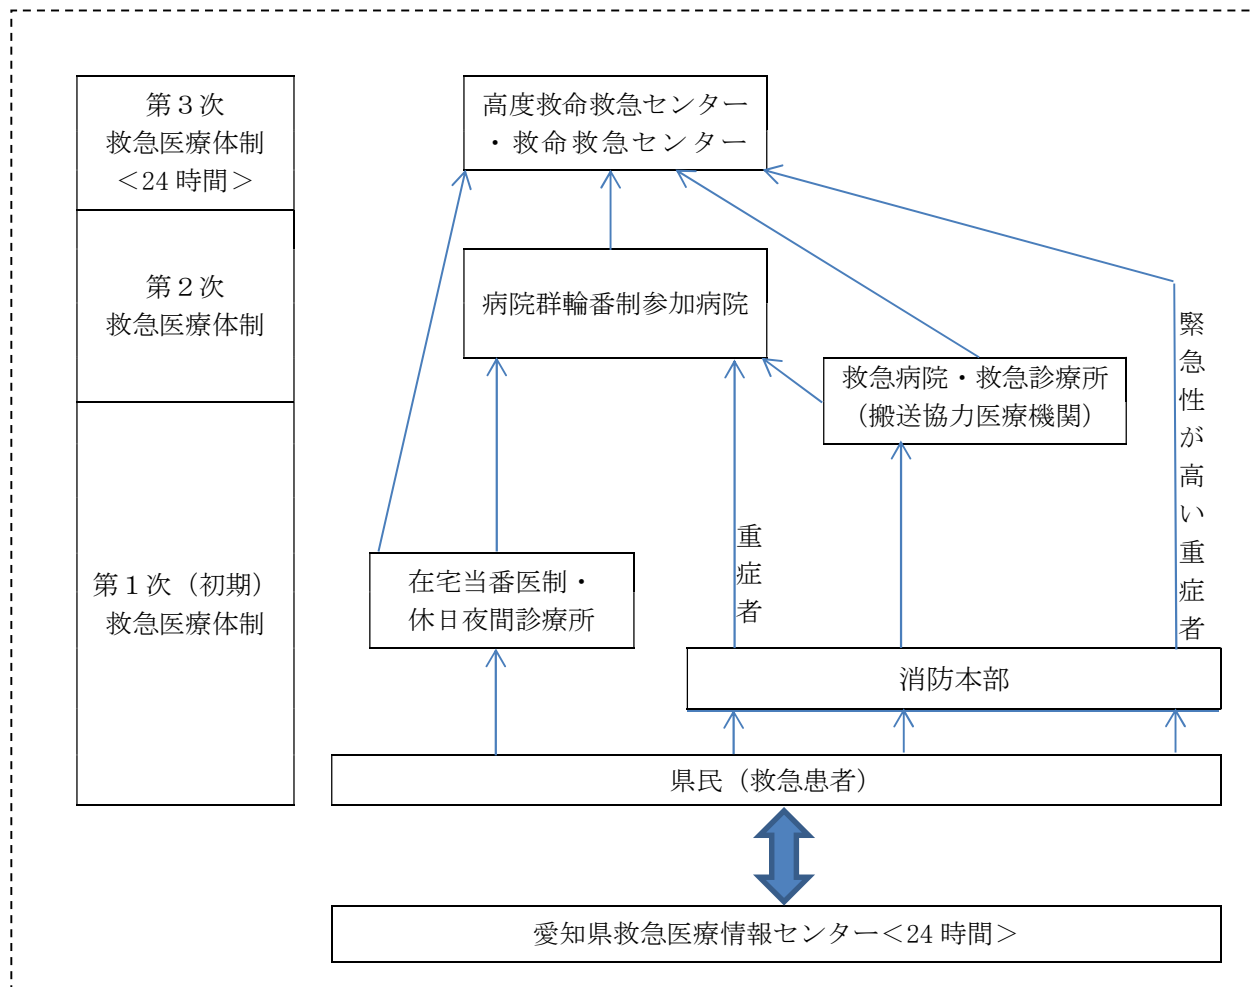 第３次
救急医療体制
＜24 時間＞
高度救命救急センター
・救命救急センター
第２次
救急医療体制
病院群輪番制参加病院
救急病院・救急診療所
（搬送協力医療機関）
緊急性が高い重症者
重症者
第１次（初期）
救急医療体制
在宅当番医制・
休日夜間診療所
消防本部
県民（救急患者）
愛知県救急医療情報センター＜24 時間＞